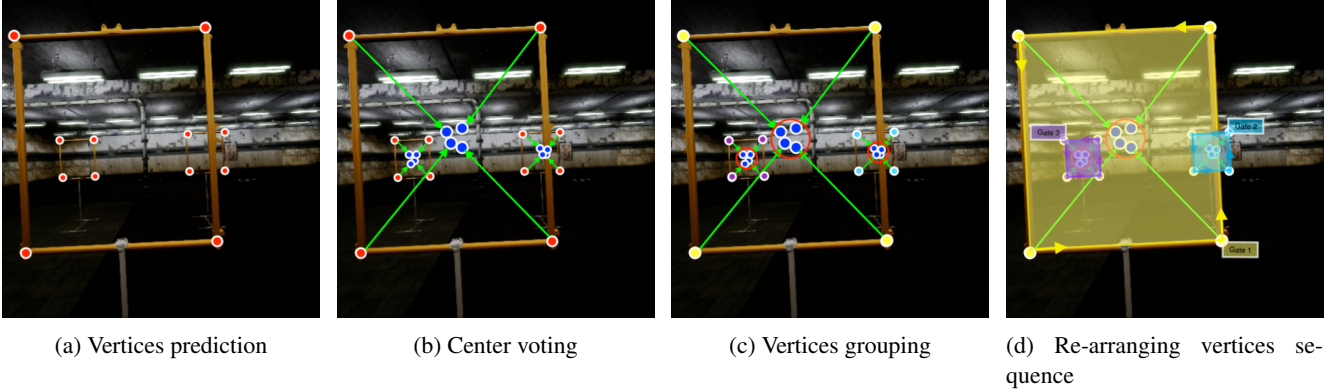 Gate 3
Gate 2
Gate 1
(a) Vertices prediction
(b) Center voting
(c) Vertices grouping
(d) Re-arranging vertices se-
quence